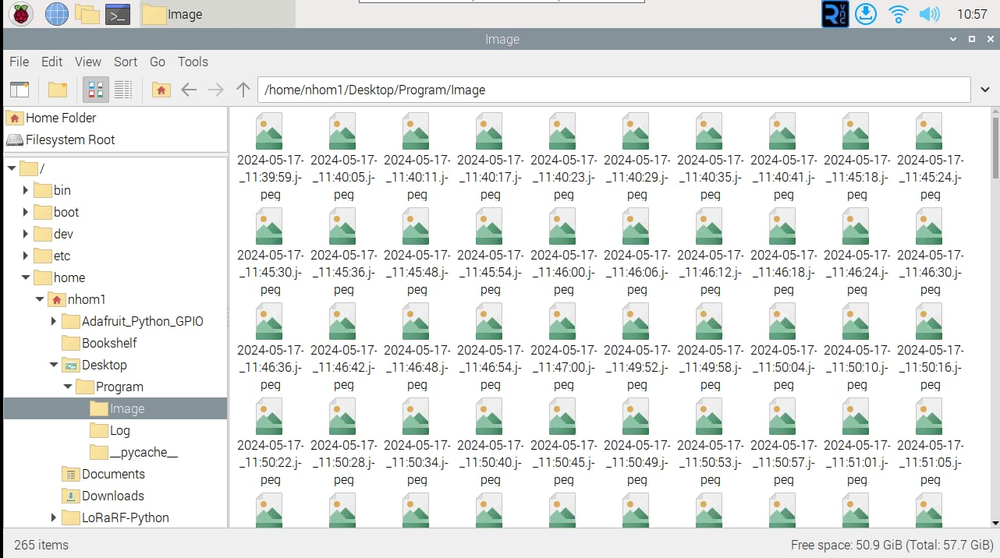 Image
10:57
Image
File Edit View Sort Go Tools
/home/nhom1/Desktop/Program/Image
Home Folder
Filesystem Root
/
bin
boot
dev
etc
home
nhom1
Adafruit_Python_GPIO
Bookshelf
Desktop
Program
Image
Log
__pycache__
Documents
Downloads
LoRaRF-Python
2024-05-17- 2024-05-17- 2024-05-17- 2024-05-17- 2024-05-17- 2024-05-17- 2024-05-17- 2024-05-17- 2024-05-17- 2024-05-17-
_11:39:59.j- _11:40:05.j- _11:40:11.j- _11:40:17.j- _11:40:23.j- _11:40:29.j- _11:40:35.j- _11:40:41.j- _11:45:18.j- _11:45:24.j-
peg peg peg peg peg peg peg peg peg peg
2024-05-17- 2024-05-17- 2024-05-17- 2024-05-17- 2024-05-17- 2024-05-17- 2024-05-17- 2024-05-17- 2024-05-17- 2024-05-17-
_11:45:30.j- _11:45:36.j- _11:45:48.j- _11:45:54.j- _11:46:00.j- _11:46:06.j- _11:46:12.j- _11:46:18.j- _11:46:24.j- _11:46:30.j-
peg peg peg peg peg peg peg peg peg peg
2024-05-17- 2024-05-17- 2024-05-17- 2024-05-17- 2024-05-17- 2024-05-17- 2024-05-17- 2024-05-17- 2024-05-17- 2024-05-17-
_11:46:36.j- _11:46:42.j- _11:46:48.j- _11:46:54.j- _11:47:00.j- _11:49:52.j- _11:49:58.j- _11:50:04.j- _11:50:10.j- _11:50:16.j-
peg peg peg peg peg peg peg peg peg peg
2024-05-17- 2024-05-17- 2024-05-17- 2024-05-17- 2024-05-17- 2024-05-17- 2024-05-17- 2024-05-17- 2024-05-17- 2024-05-17-
_11:50:22.j- _11:50:28.j- _11:50:34.j- _11:50:40.j- _11:50:45.j- _11:50:49.j- _11:50:53.j- _11:50:57.j- _11:51:01.j- _11:51:05.j-
peg peg peg peg peg peg peg peg peg peg
265 items
Free space: 50.9 GiB (Total: 57.7 GiB)